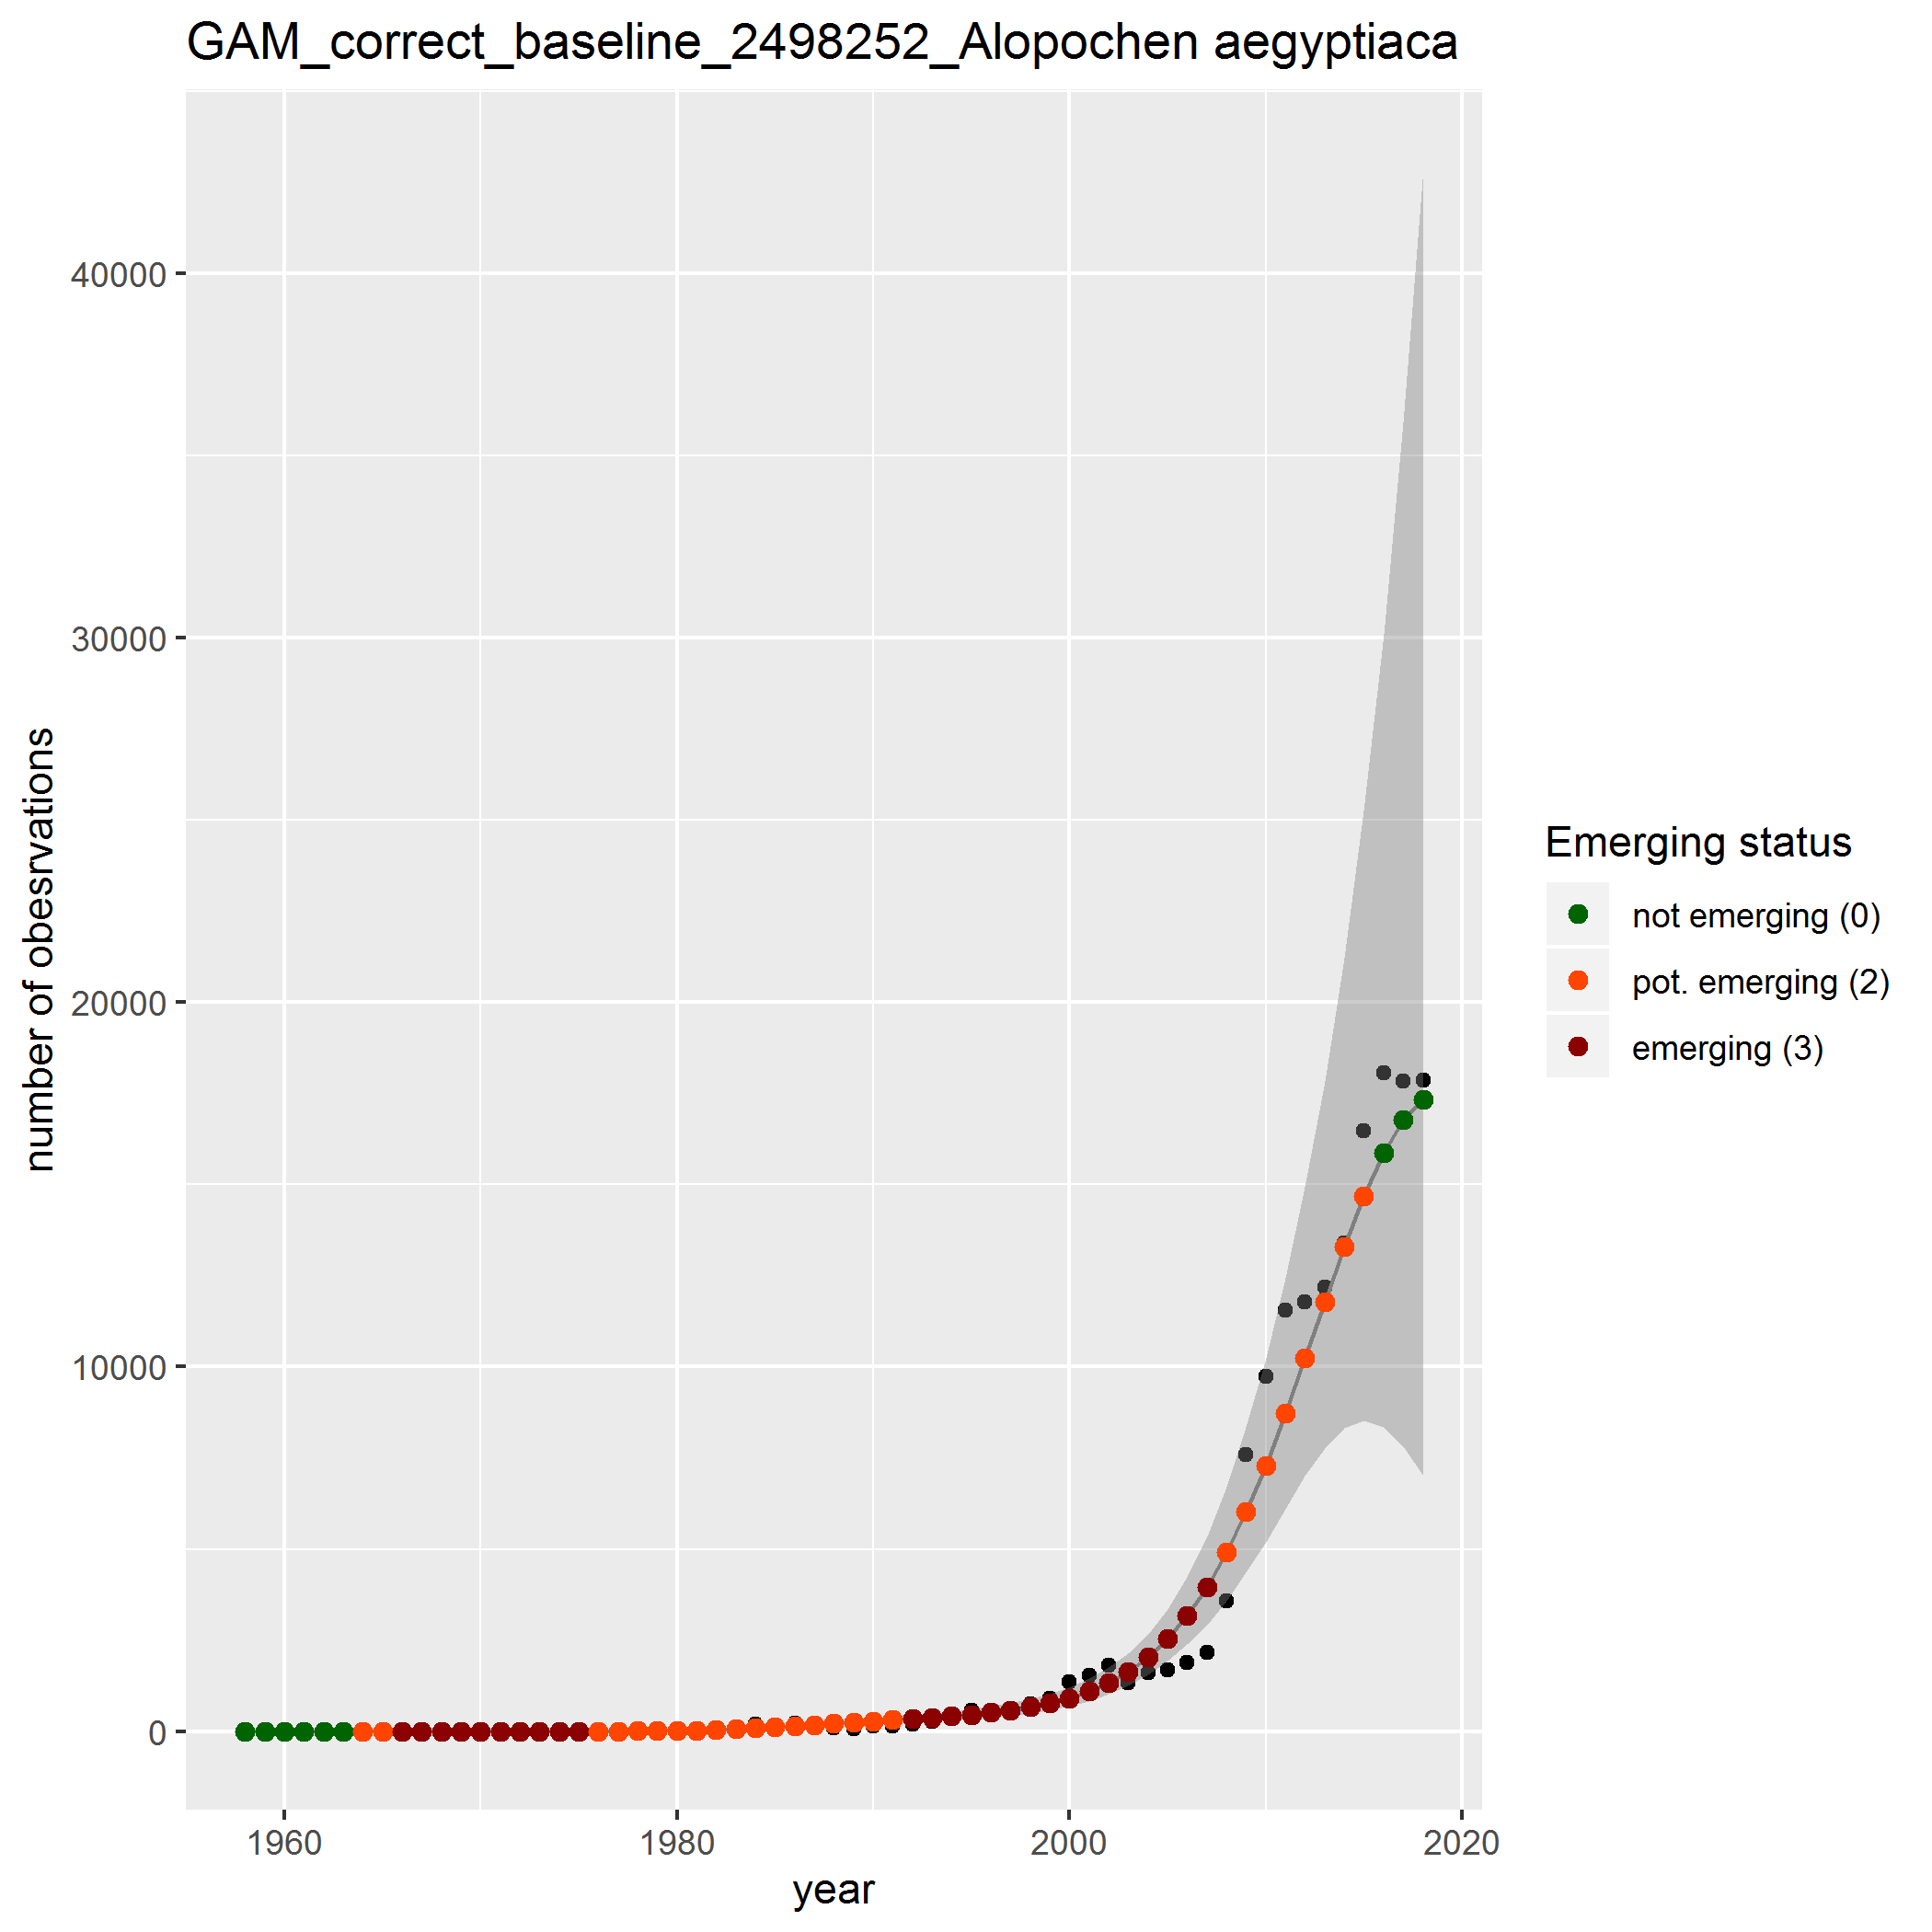 GAM_correct_baseline_2498252_Alopochen aegyptiaca
number of obesrvations
40000
30000
20000
10000
0
1960
1980
2000
2020
year
Emerging status
not emerging (0)
pot. emerging (2)
emerging (3)